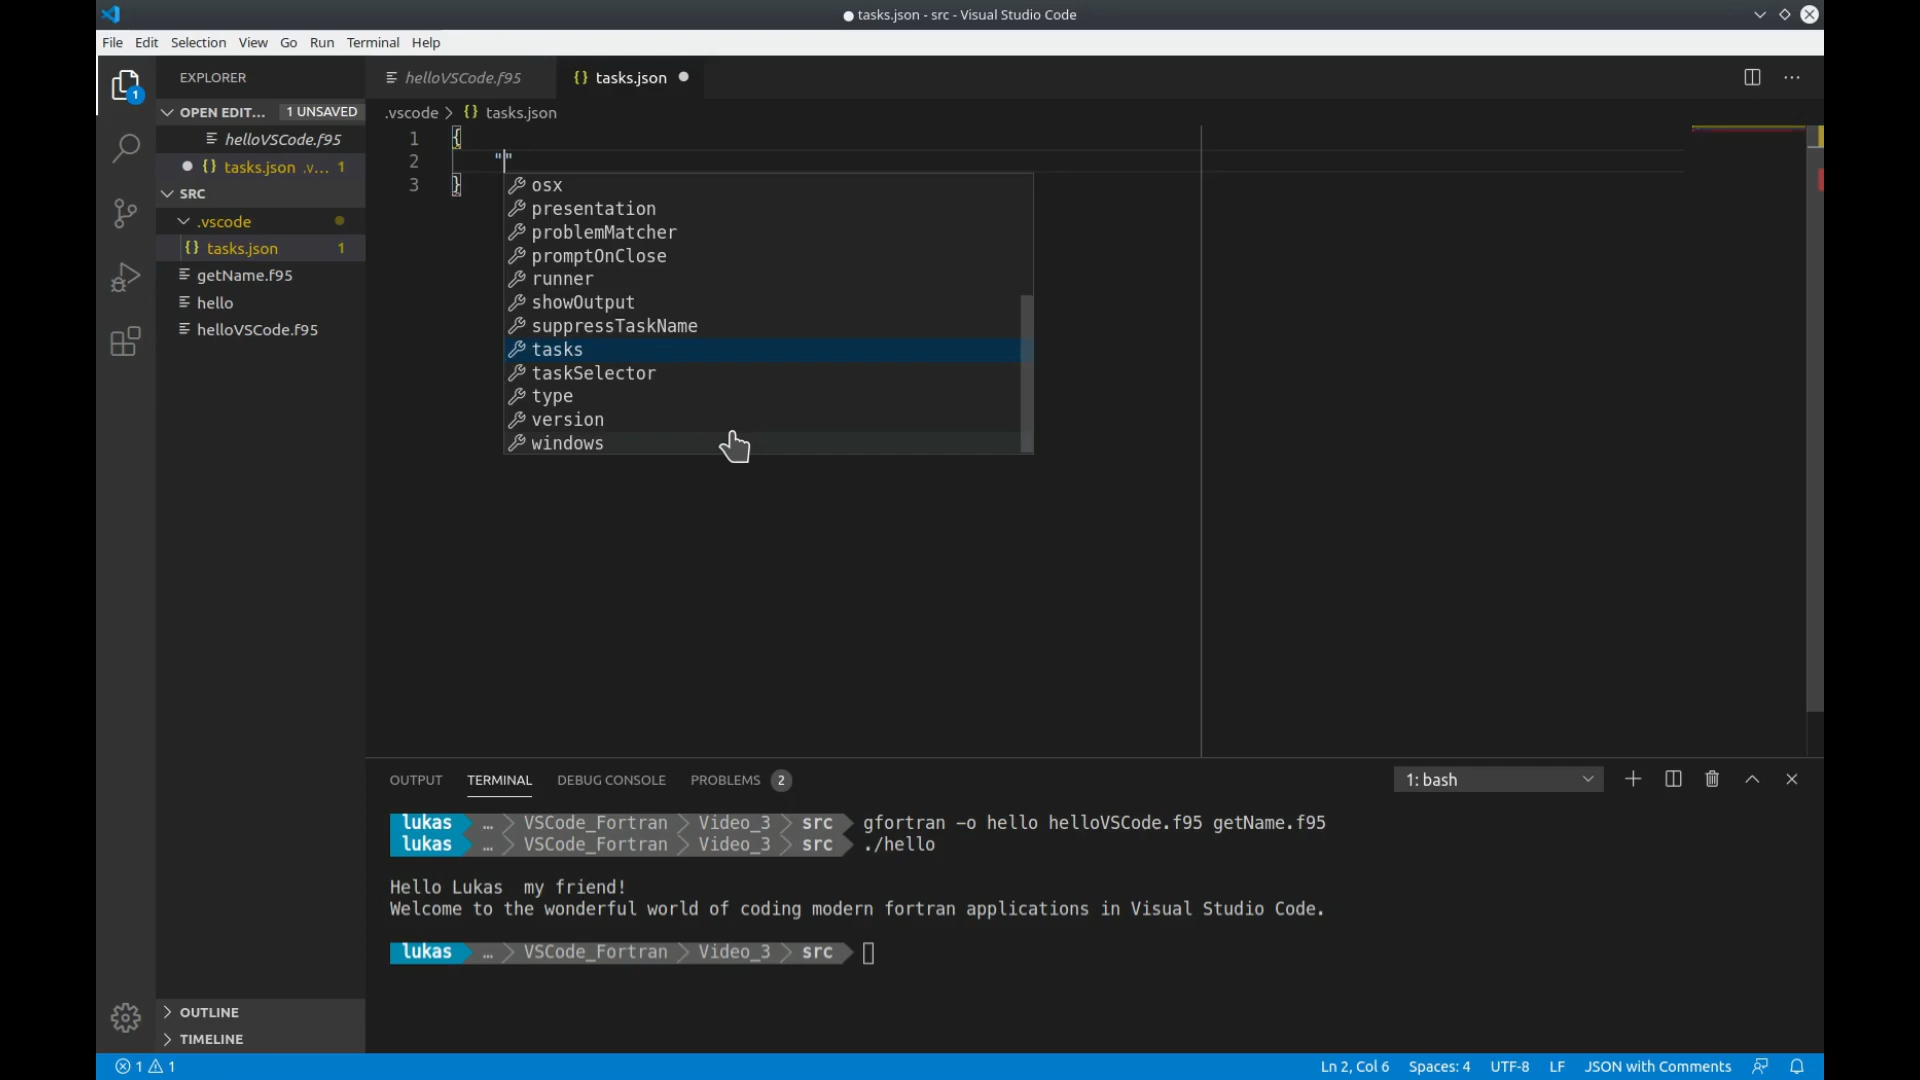 ● tasks.json - src - Visual Studio Code
File Edit Selection View Go Run Terminal Help
EXPLORER
OPEN EDIT... 1 UNSAVED
helloVSCode.f95
tasks.json .v... 1
SRC
.vscode
{} tasks.json 1
getName.f95
hello
helloVSCode.f95
OUTLINE
TIMELINE
1
helloVSCode.f95 {} tasks.json ●
.vscode > {} tasks.json
1 {
2 ""
3 }
osx
presentation
problemMatcher
promptOnClose
runner
showOutput
suppressTaskName
tasks
taskSelector
type
version
windows
OUTPUT TERMINAL DEBUG CONSOLE PROBLEMS 2 1: bash
lukas … VSCode_Fortran Video_3 src gfortran -o hello helloVSCode.f95 getName.f95
lukas … VSCode_Fortran Video_3 src ./hello
Hello Lukas  my friend!
Welcome to the wonderful world of coding modern fortran applications in Visual Studio Code.
lukas … VSCode_Fortran Video_3 src
1 1 Ln 2, Col 6 Spaces: 4 UTF-8 LF JSON with Comments